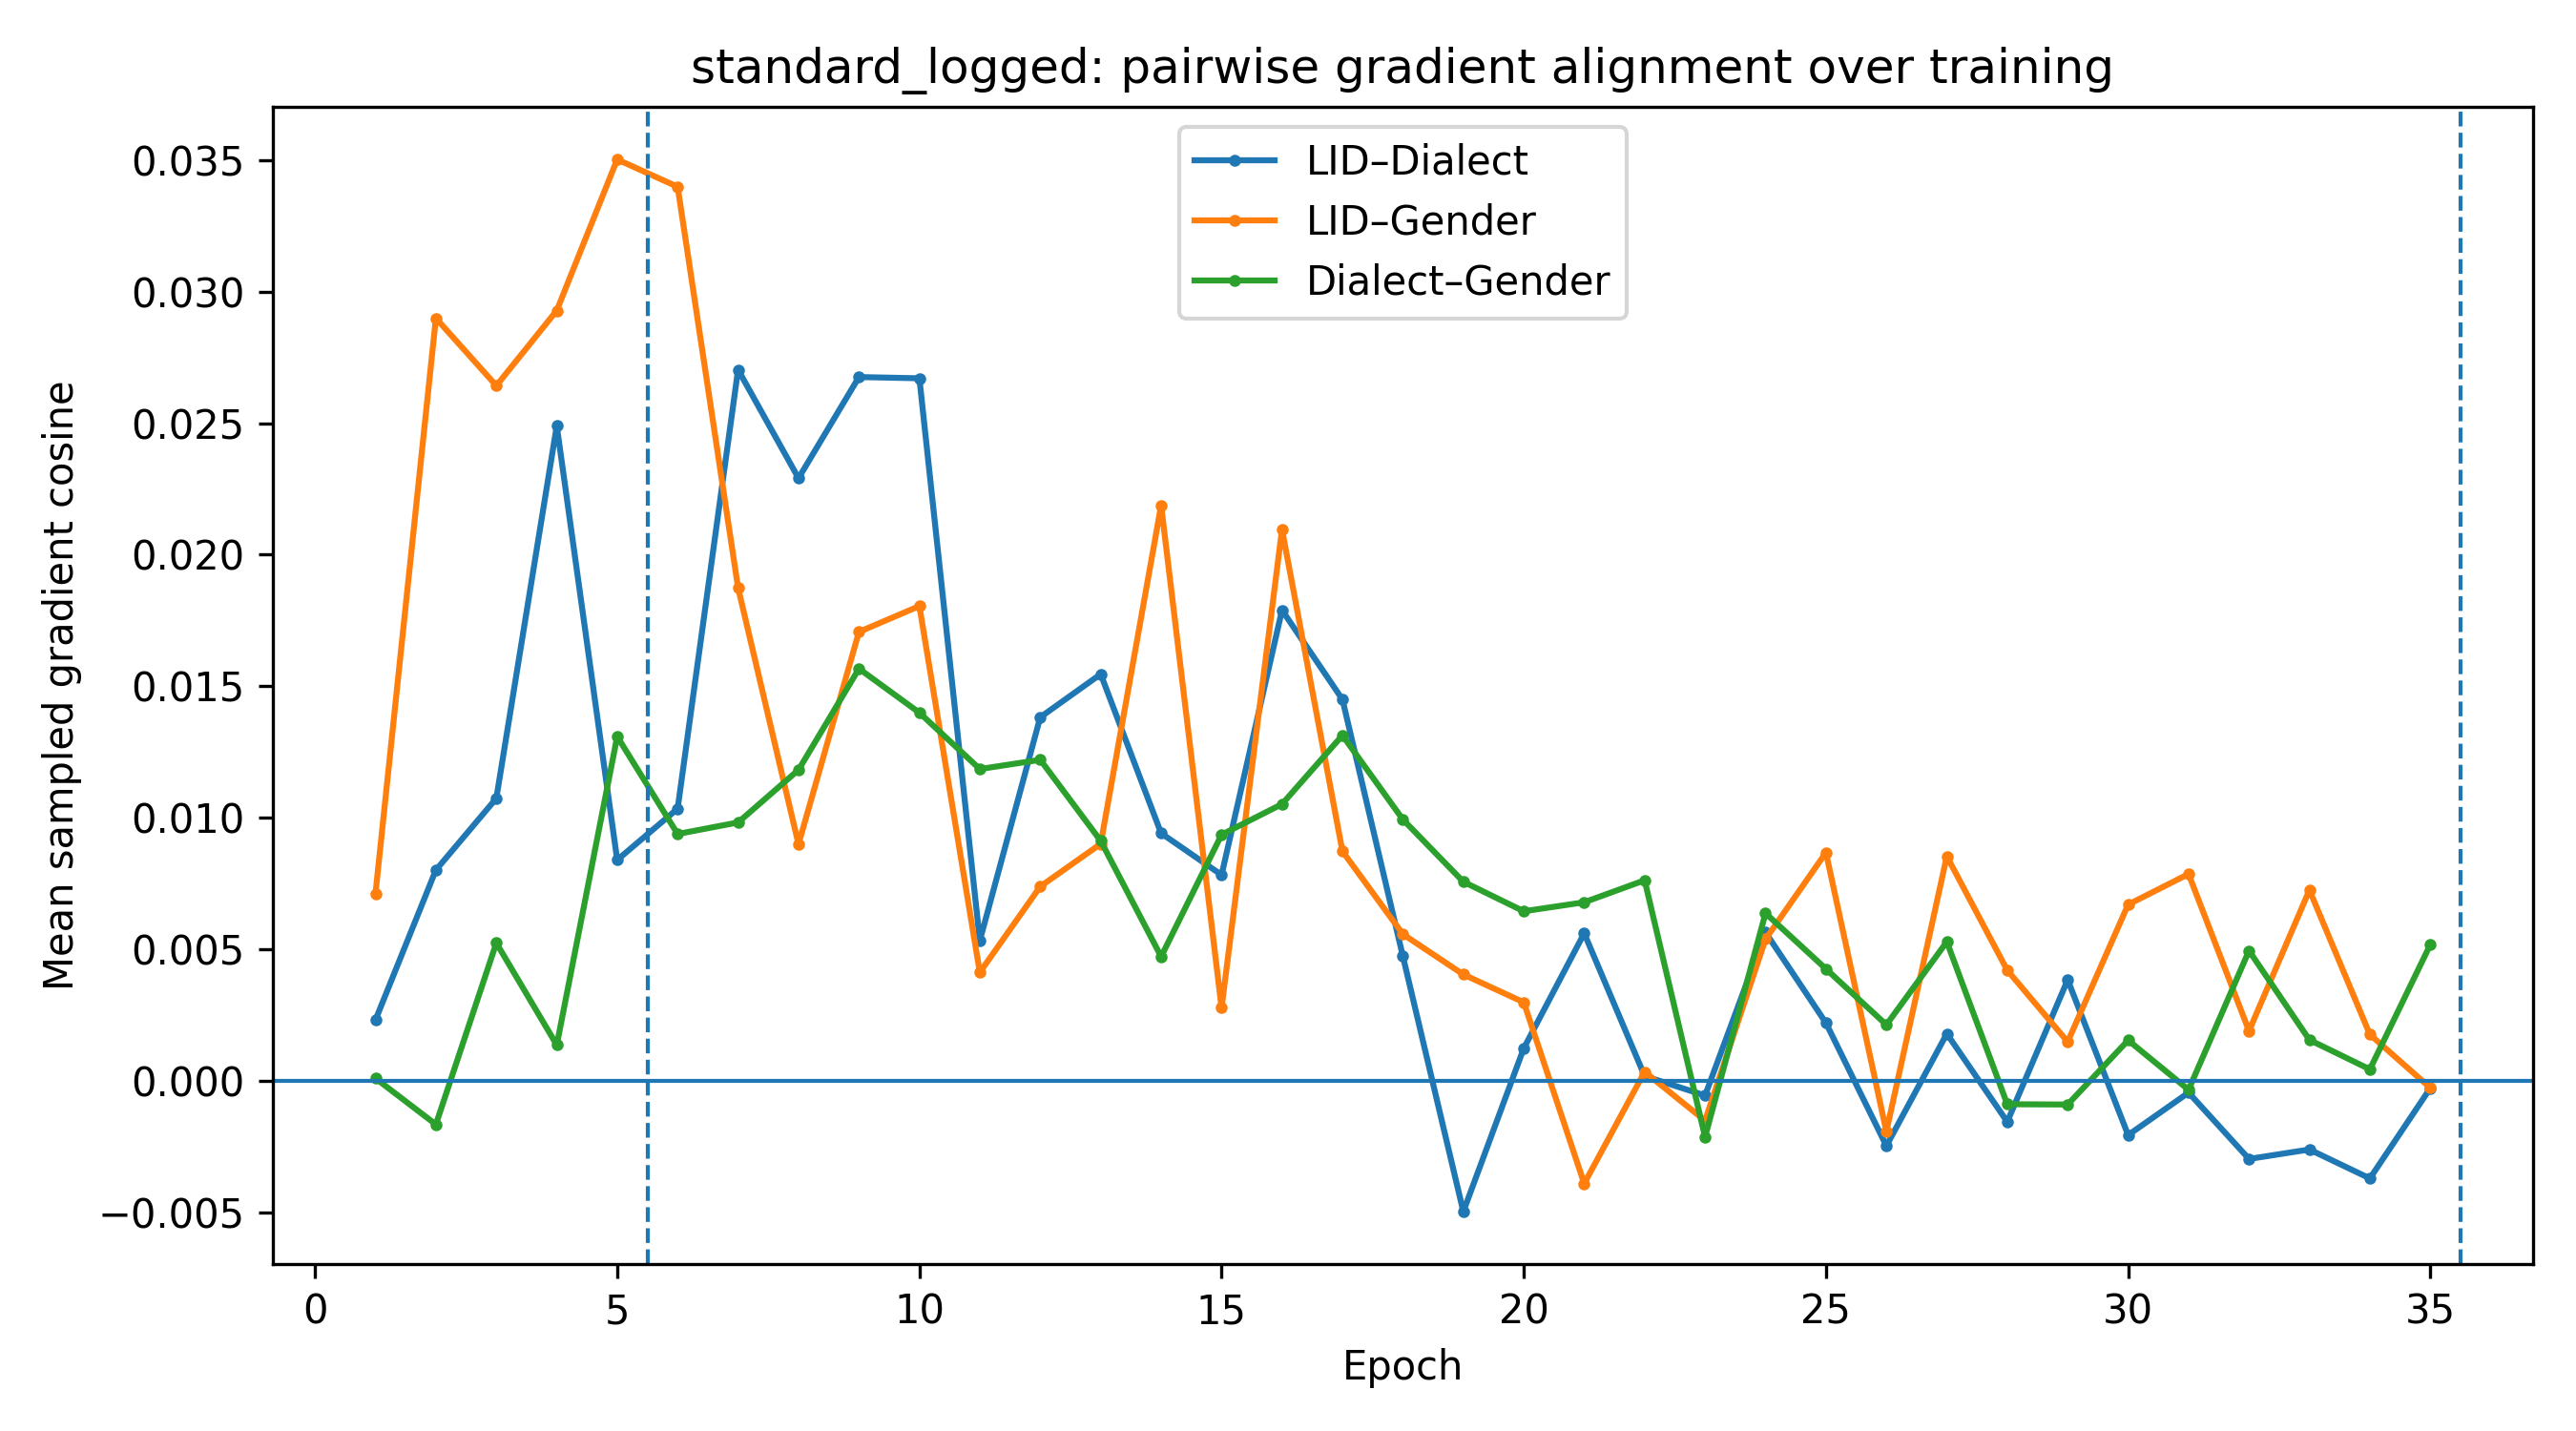 standard_logged: pairwise gradient alignment over training
LID–Dialect
LID–Gender
Dialect–Gender
Mean sampled gradient cosine
0.035
0.030
0.025
0.020
0.015
0.010
0.005
0.000
−0.005
0 5 10 15 20 25 30 35
Epoch